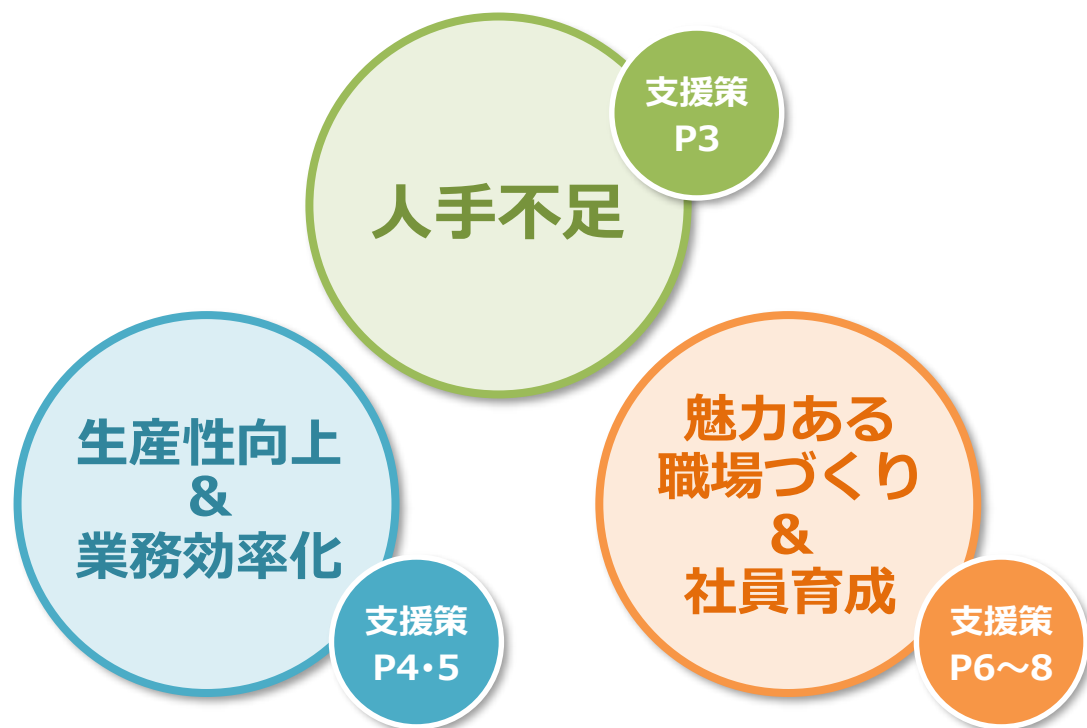 人手不足
支援策
P3
生産性向上
&
業務効率化
支援策
P4・5
魅力ある
職場づくり
&
社員育成
支援策
P6～8